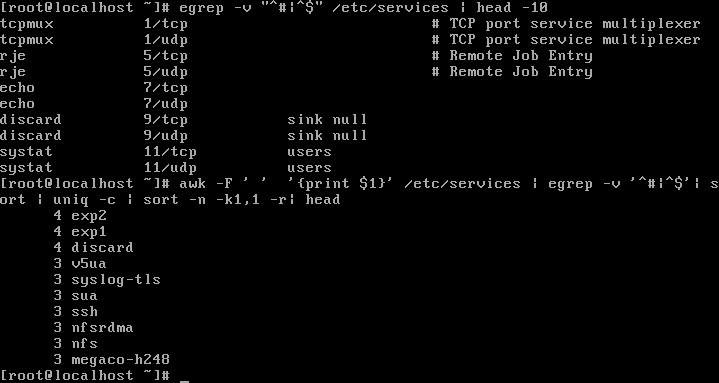 [root@localhost ~]# egrep -v "^#|^$" /etc/services | head -10
tcpmux          1/tcp                           # TCP port service multiplexer
tcpmux          1/udp                           # TCP port service multiplexer
rje             5/tcp                           # Remote Job Entry
rje             5/udp                           # Remote Job Entry
echo            7/tcp
echo            7/udp
discard         9/tcp           sink null
discard         9/udp           sink null
systat          11/tcp          users
systat          11/udp          users
[root@localhost ~]# awk -F ' '  '{print $1}' /etc/services | egrep -v '^#|^$'| s
ort | uniq -c | sort -n -k1,1 -r| head
      4 exp2
      4 exp1
      4 discard
      3 v5ua
      3 syslog-tls
      3 sua
      3 ssh
      3 nfsrdma
      3 nfs
      3 megaco-h248
[root@localhost ~]# _